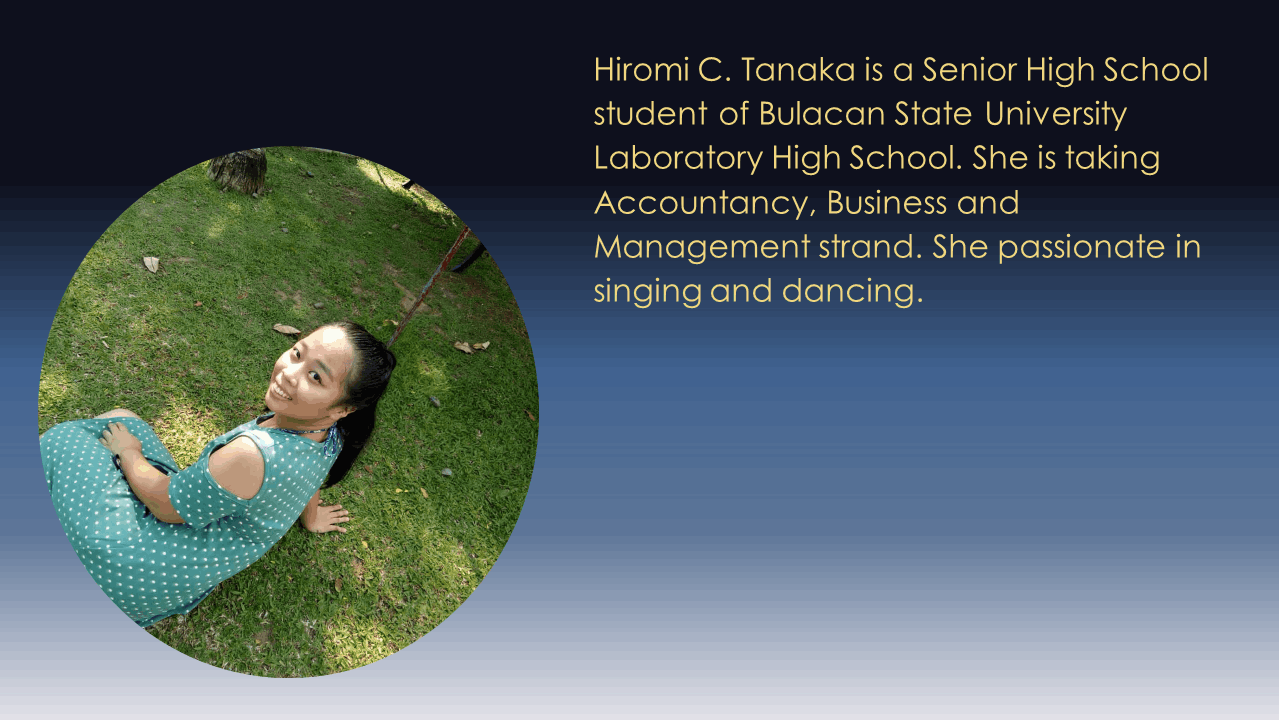 Hiromi C. Tanaka is a Senior High School
student of Bulacan State University
Laboratory High School. She is taking
Accountancy, Business and
Management strand. She passionate in
singing and dancing.